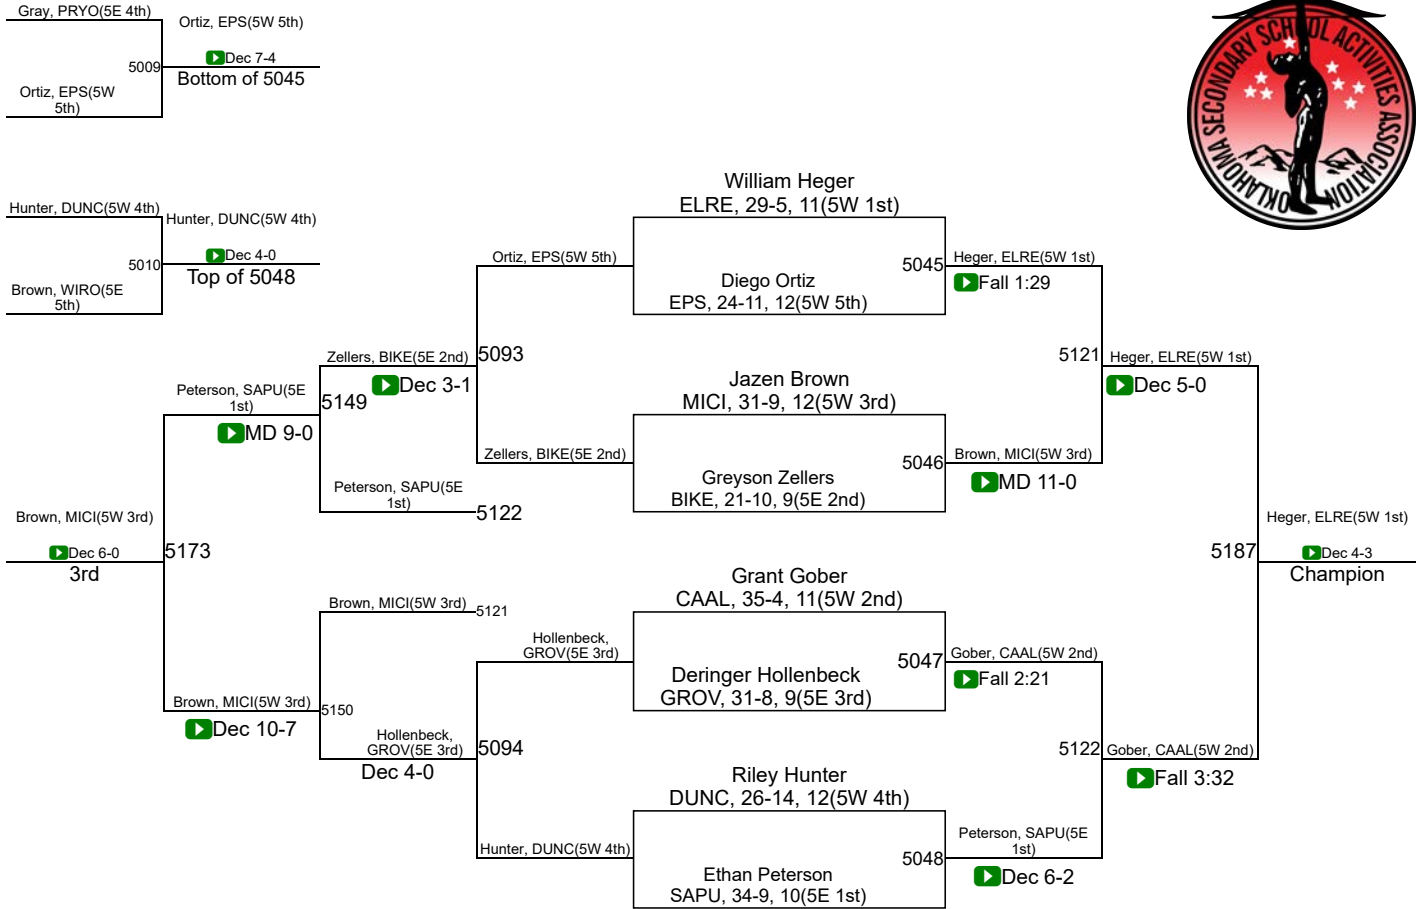 Gray, PRYO(5E 4th)
Ortiz, EPS(5W 5th)
Dec 7-4
5009
Bottom of 5045
Ortiz, EPS(5W
5th)
OKLAHOMA SECONDARY SCHOOL ACTIVITIES ASSOCIATION
Hunter, DUNC(5W 4th)
Hunter, DUNC(5W 4th)
Dec 4-0
5010
Top of 5048
Brown, WIRO(5E
5th)
William Heger
ELRE, 29-5, 11(5W 1st)
Ortiz, EPS(5W 5th)
5045
Heger, ELRE(5W 1st)
Fall 1:29
Diego Ortiz
EPS, 24-11, 12(5W 5th)
Zellers, BIKE(5E 2nd)
5093
Dec 3-1
5121
Heger, ELRE(5W 1st)
Dec 5-0
Peterson, SAPU(5E
1st)
5149
MD 9-0
Jazen Brown
MICI, 31-9, 12(5W 3rd)
Zellers, BIKE(5E 2nd)
5046
Brown, MICI(5W 3rd)
MD 11-0
Greyson Zellers
BIKE, 21-10, 9(5E 2nd)
Peterson, SAPU(5E
1st)
5122
Brown, MICI(5W 3rd)
Dec 6-0
3rd
5173
5187
Heger, ELRE(5W 1st)
Dec 4-3
Champion
Grant Gober
CAAL, 35-4, 11(5W 2nd)
Brown, MICI(5W 3rd)
5121
Hollenbeck,
GROV(5E 3rd)
5047
Gober, CAAL(5W 2nd)
Fall 2:21
Deringer Hollenbeck
GROV, 31-8, 9(5E 3rd)
Brown, MICI(5W 3rd)
5150
Dec 10-7
Hollenbeck,
GROV(5E 3rd)
5094
Dec 4-0
5122
Gober, CAAL(5W 2nd)
Fall 3:32
Riley Hunter
DUNC, 26-14, 12(5W 4th)
Hunter, DUNC(5W 4th)
5048
Peterson, SAPU(5E
1st)
Dec 6-2
Ethan Peterson
SAPU, 34-9, 10(5E 1st)